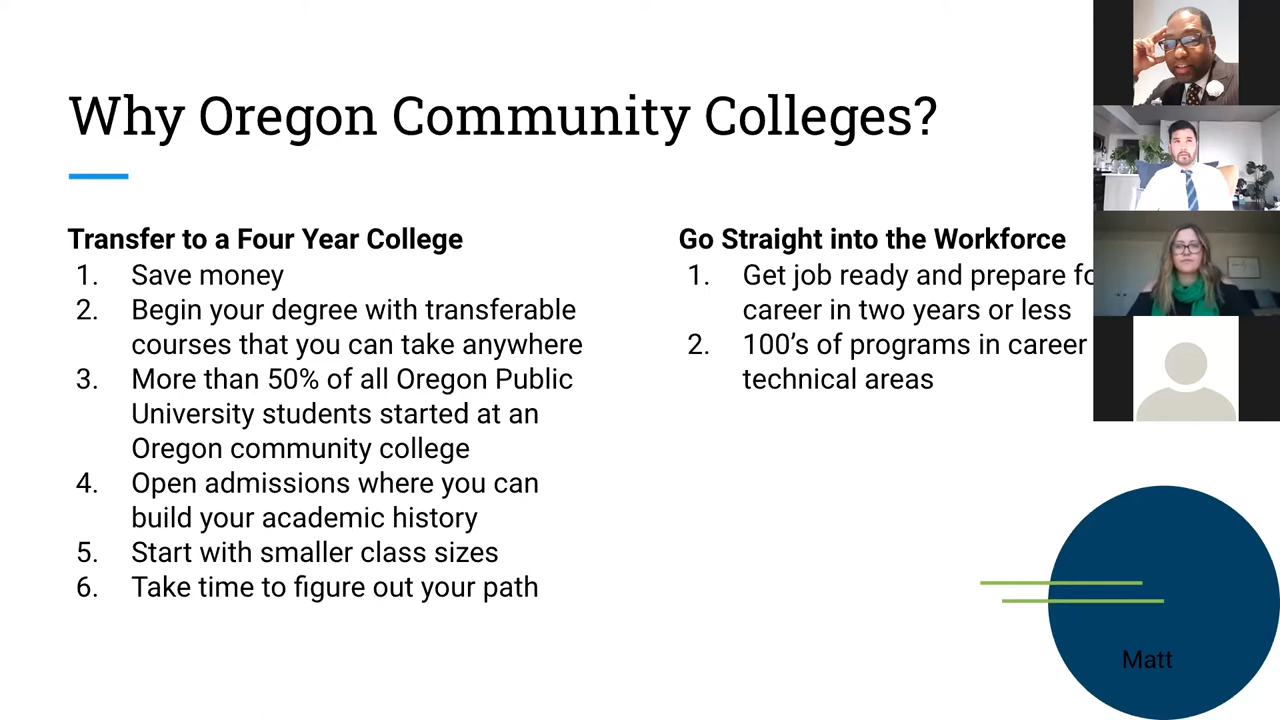 Why Oregon Community Colleges?
Transfer to a Four Year College
1. Save money
2. Begin your degree with transferable
courses that you can take anywhere
3. More than 50% of all Oregon Public
University students started at an
Oregon community college
4. Open admissions where you can
build your academic history
5. Start with smaller class sizes
6. Take time to figure out your path
Go Straight into the Workforce
1. Get job ready and prepare
career in two years or less
2. 100’s of programs in career
technical areas
Matt